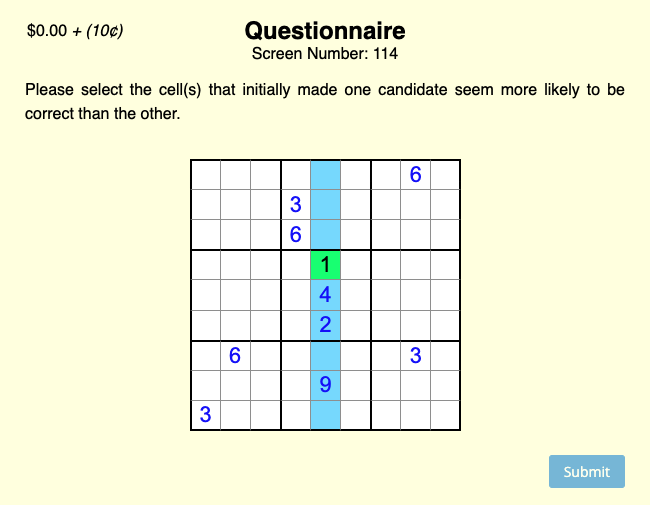 $0.00 + (10¢)
Questionnaire
Screen Number: 114
Please select the cell(s) that initially made one candidate seem more likely to be
correct than the other.
6
3
6
1
4
2
6 3
9
3
Submit